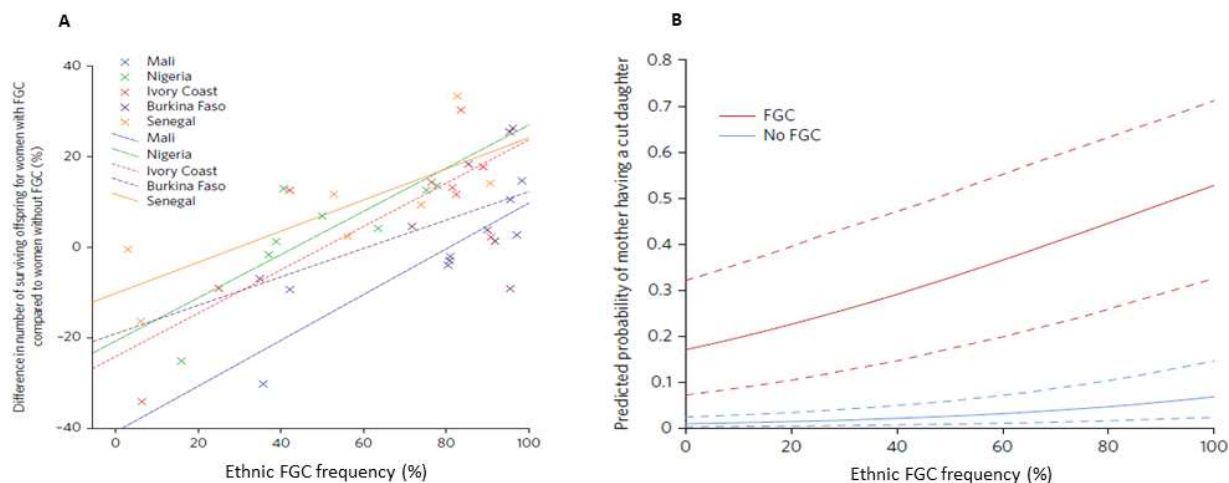 A
Mali
Nigeria
Ivory Coast
Burkina Faso
Senegal
Mali
Nigeria
Ivory Coast
Burkina Faso
Senegal
40
20
0
−20
−40
0
20
40
60
80
100
Difference in number of surviving offspring for women with FGC
compared to women without FGC (%)
Ethnic FGC frequency (%)
B
FGC
No FGC
0.8
0.7
0.6
0.5
0.4
0.3
0.2
0.1
0
0
20
40
60
80
100
Predicted probability of mother having a cut daughter
Ethnic FGC frequency (%)